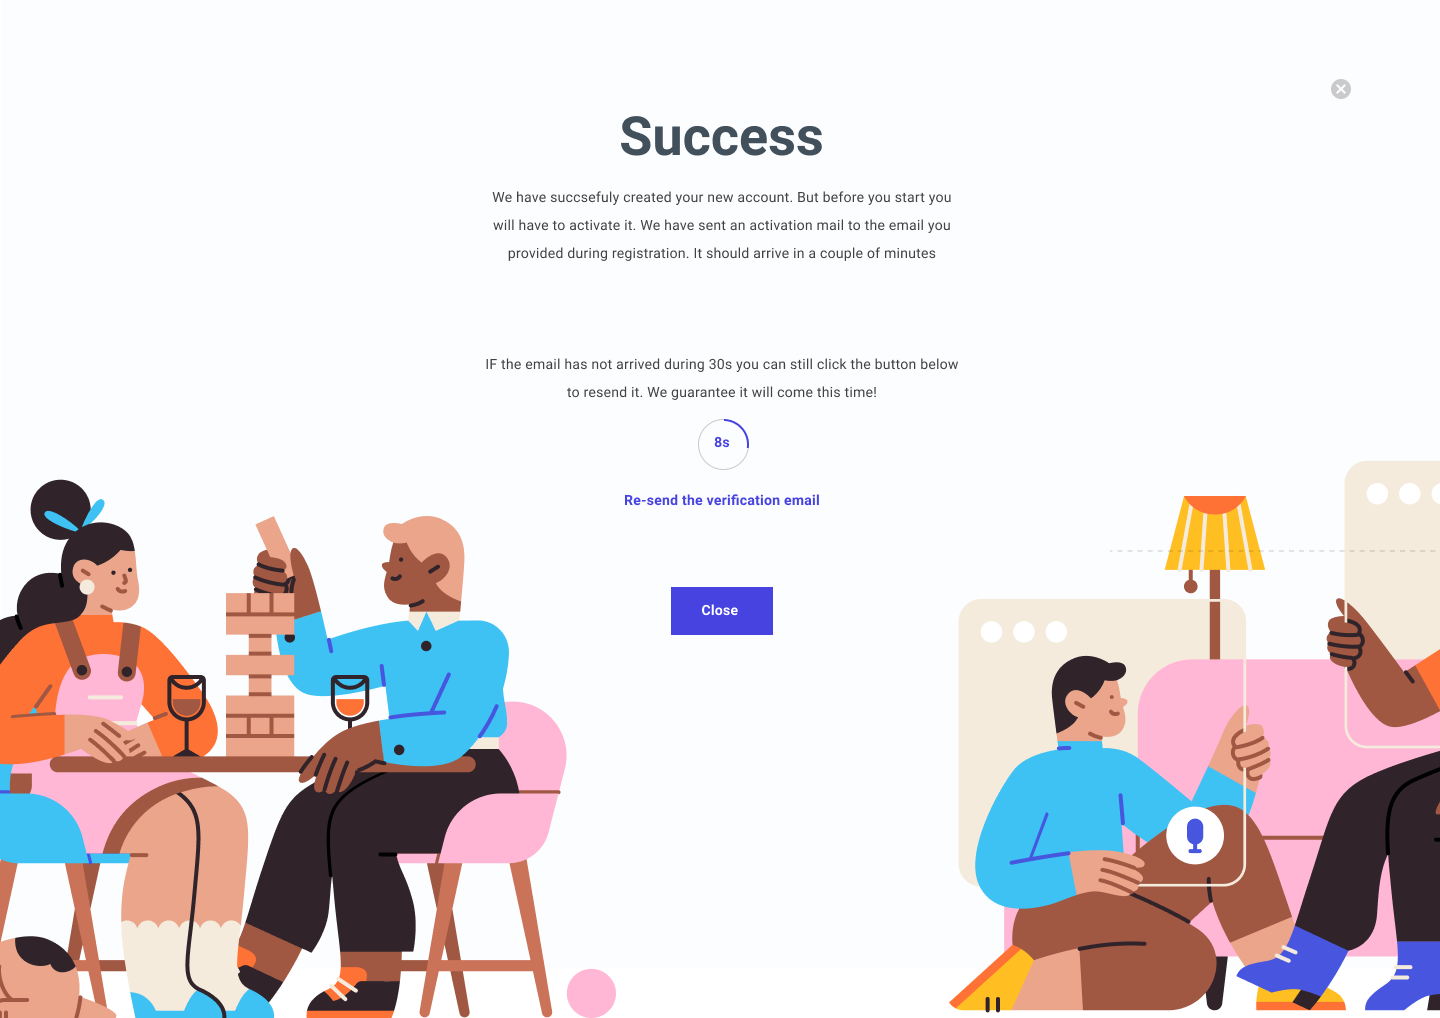 Success
We have succsefuly created your new account. But before you start you
will have to activate it. We have sent an activation mail to the email you
provided during registration. It should arrive in a couple of minutes
IF the email has not arrived during 30s you can still click the button below
to resend it. We guarantee it will come this time!
8s
Re-send the verification email
Close